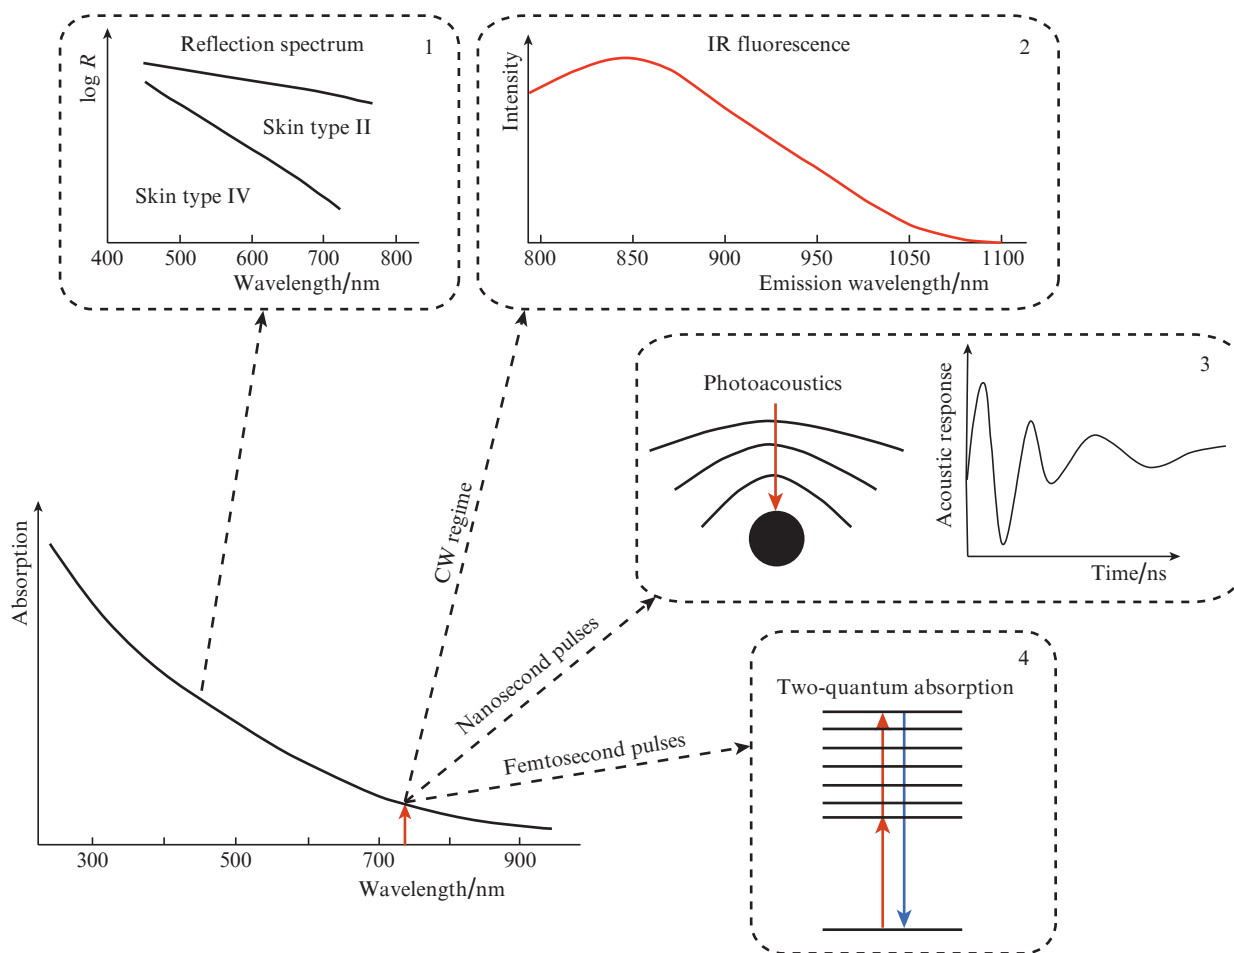 Reflection spectrum
1
log R
Skin type II
Skin type IV
400 500 600 700 800
Wavelength/nm
IR fluorescence
2
Intensity
800 850 900 950 1050 1100
Emission wavelength/nm
Photoacoustics
3
Acoustic response
Time/ns
CW regime
Nanosecond pulses
Femtosecond pulses
Absorption
300 500 700 900
Wavelength/nm
4
Two-quantum absorption